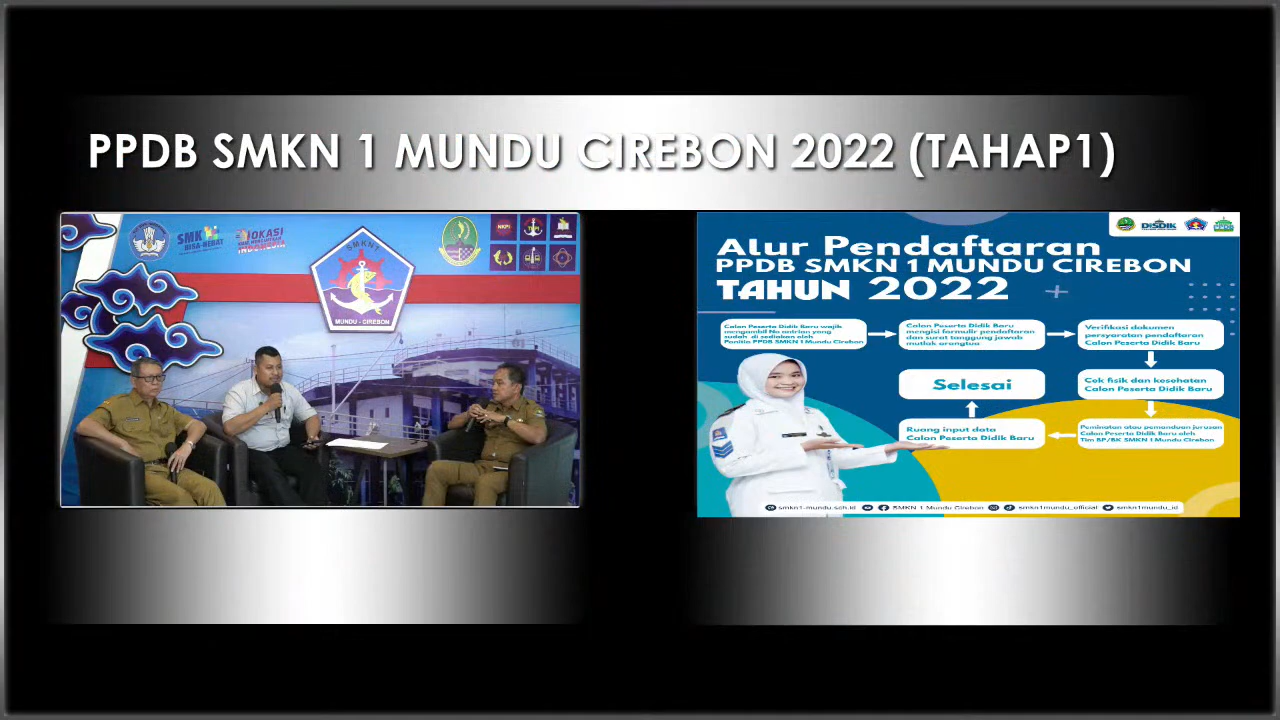 PPDB SMKN 1 MUNDU CIREBON 2022 (TAHAP1)
SMK BISA-HEBAT
VOKASI
INDONESIA
SMKN1
MUNDU - CIREBON
NKPI
DISDIK
PPDB
Alur Pendaftaran
PPDB SMKN 1 MUNDU CIREBON
TAHUN 2022
Calon Peserta Didik Baru wajib
mengambil No antrian yang
sudah di sediakan oleh
Panitia PPDB SMKN 1 Mundu Cirebon
Calon Peserta Didik Baru
mengisi formulir pendaftaran
dan surat tanggung jawab
mutlak orangtua
Verifikasi dokumen
persyaratan pendaftaran
Calon Peserta Didik Baru
Cek fisik dan kesehatan
Calon Peserta Didik Baru
Peminatan atau pemanduan jurusan
Calon Peserta Didik Baru oleh
Tim BP/BK SMKN 1 Mundu Cirebon
Ruang input data
Calon Peserta Didik Baru
Selesai
smkn1-mundu.sch.id SMKN 1 Mundu Cirebon smkn1mundu_official smkn1mundu_id